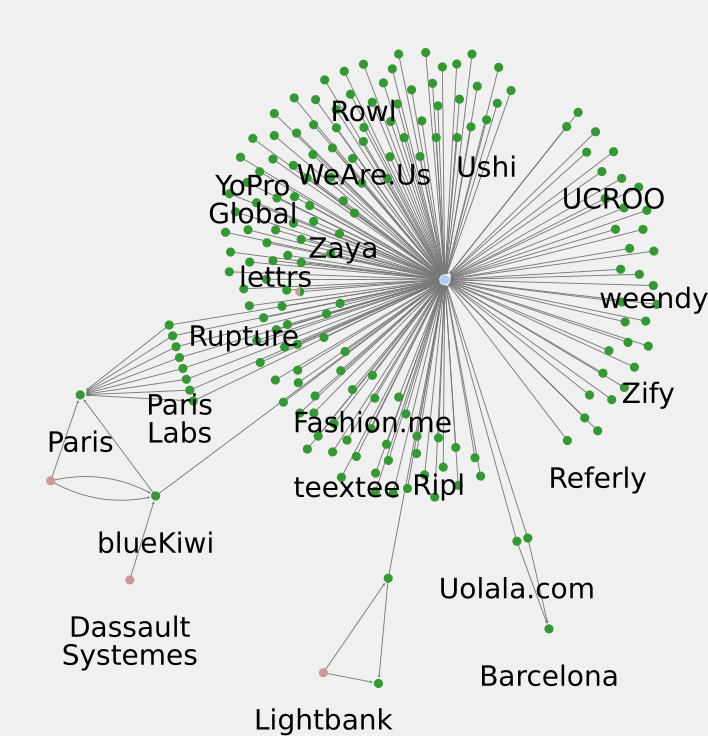 Rowl
WeAre.Us
Ushi
YoPro
Global
UCROO
Zaya
lettrs
weendy
Rupture
Zify
Paris
Labs
Fashion.me
Paris
Referly
teextee
Ripl
blueKiwi
Uolala.com
Dassault
Systemes
Barcelona
Lightbank